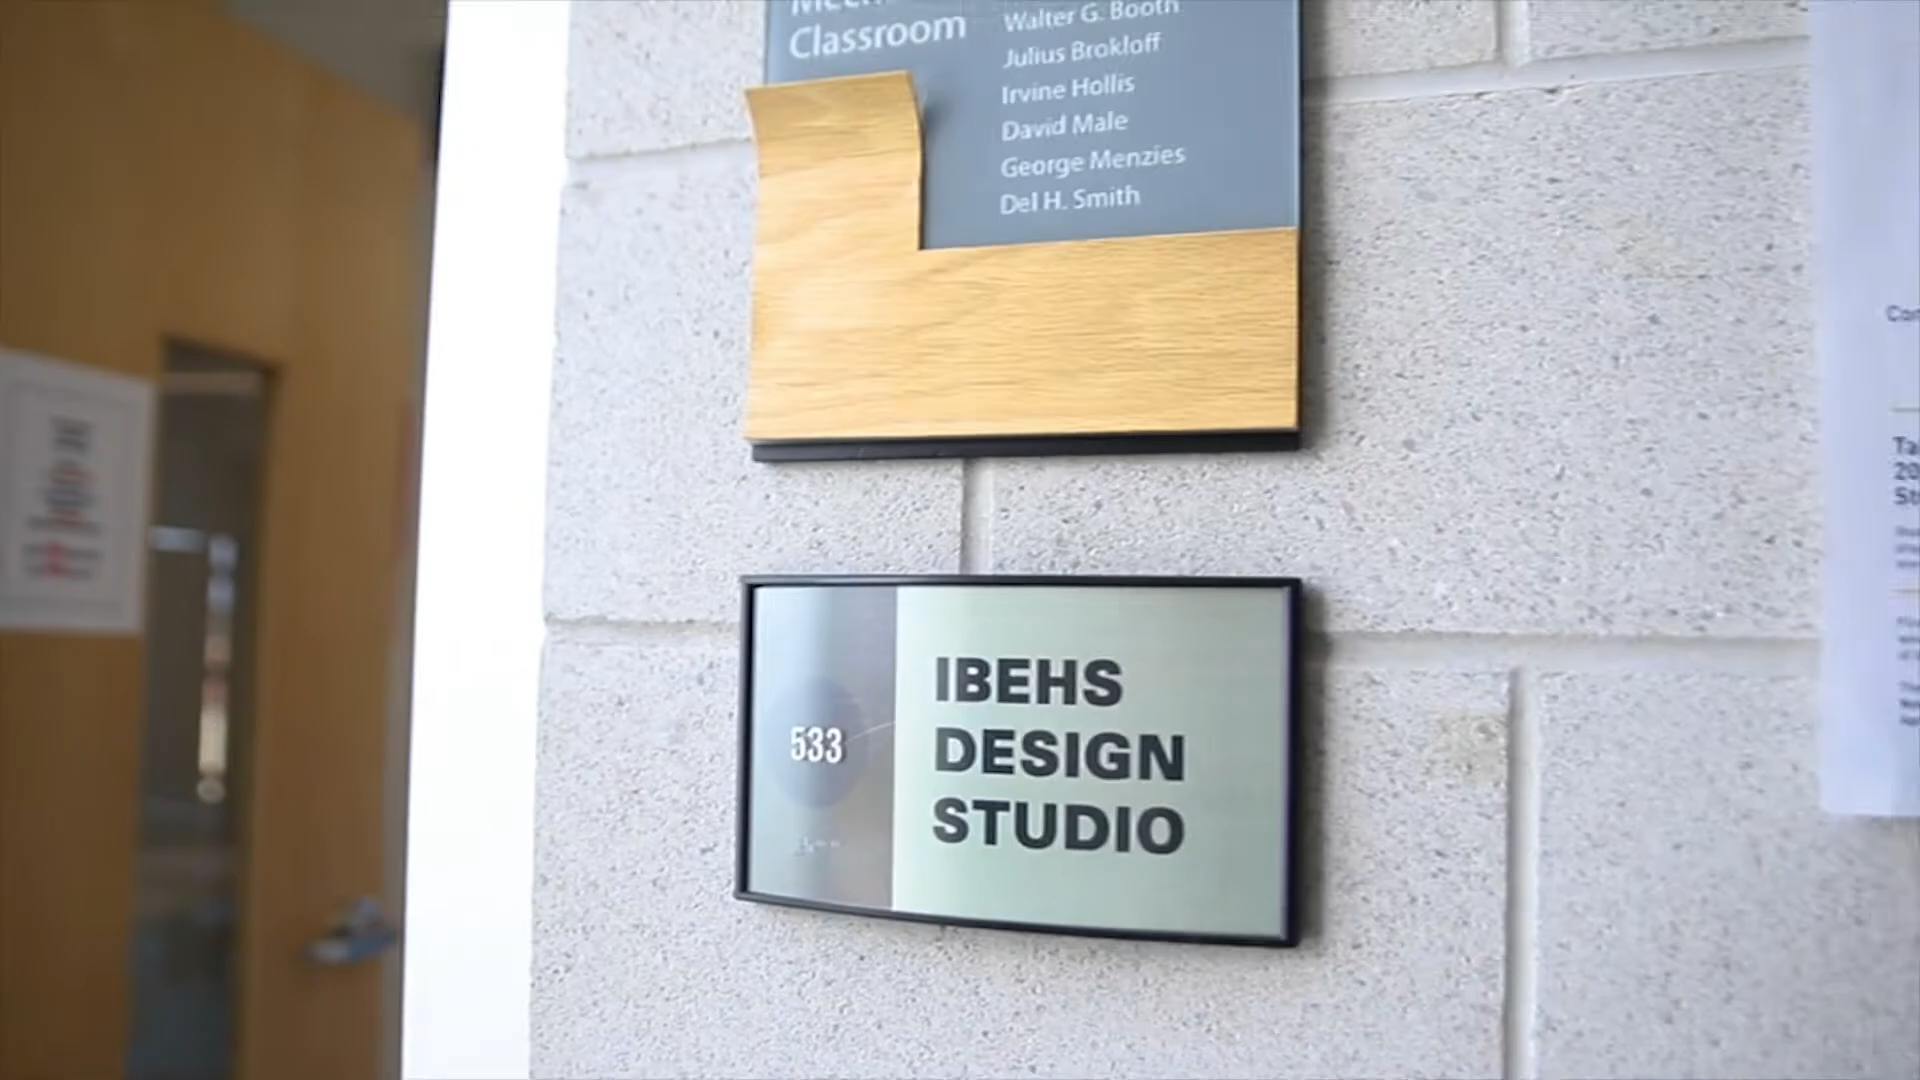 Classroom
Walter G. Booth
Julius Brokloff
Irvine Hollis
David Male
George Menzies
Del H. Smith
533
IBEHS
DESIGN
STUDIO